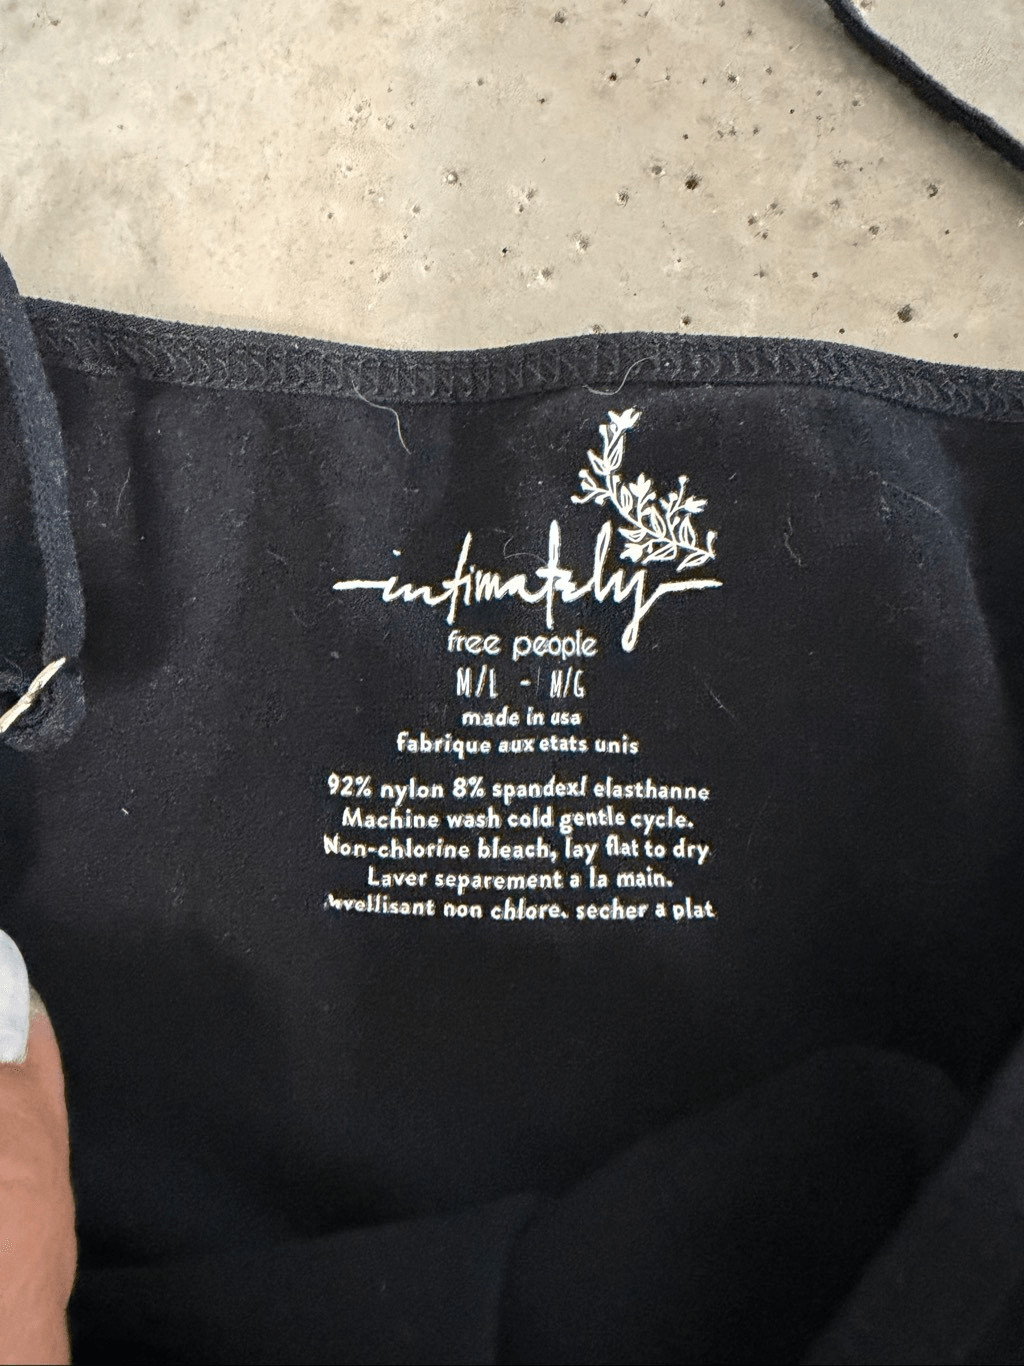 intimately
free people
M/L - M/G
made in usa
fabrique aux etats unis
92% nylon 8% spandex/ elasthanne
Machine wash cold gentle cycle.
Non-chlorine bleach, lay flat to dry
Laver separement a la main.
non chlore. secher a plat